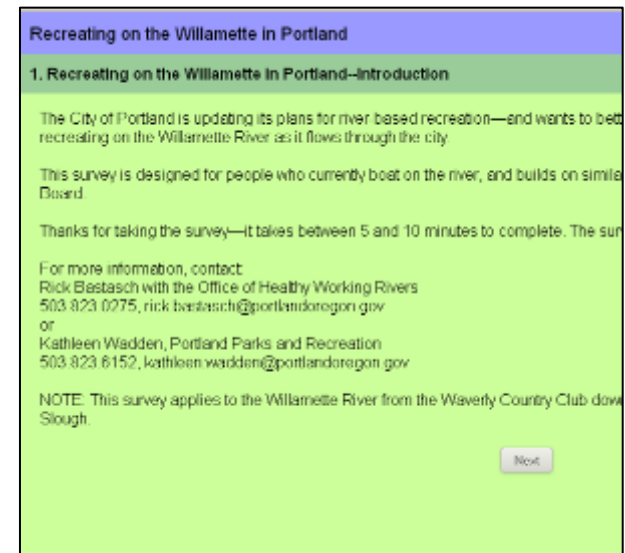 Recreating on the Willamette in Portland
1. Recreating on the Willamette in Portland--Introduction
The City of Portland is updating its plans for river based recreation—and wants to bett
recreating on the Willamette River as it flows through the city.
This survey is designed for people who currently boat on the river, and builds on simila
Board.
Thanks for taking the survey—it takes between 5 and 10 minutes to complete. The sur
For more information, contact:
Rick Bastasch with the Office of Healthy Working Rivers
503 823 0275, rick.bastasch@portlandoregon.gov
or
Kathleen Wadden, Portland Parks and Recreation
503 823 6152, kathleen.wadden@portlandoregon.gov
NOTE: This survey applies to the Willamette River from the Waverly Country Club dow
Slough.
Next